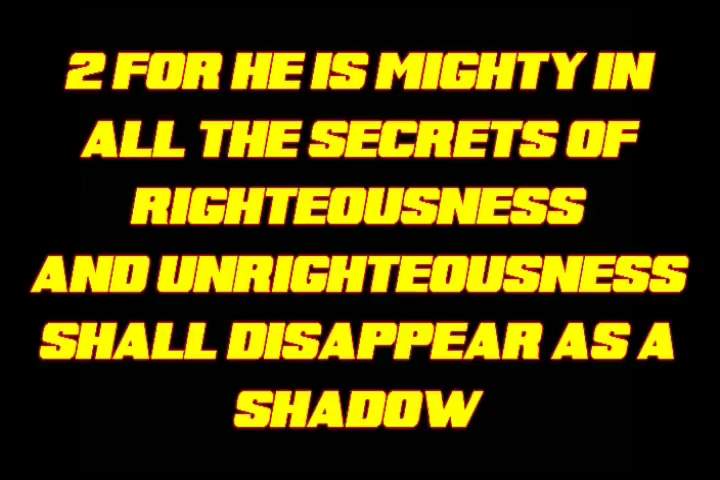 2 FOR HE IS MIGHTY IN
ALL THE SECRETS OF
RIGHTEOUSNESS
AND UNRIGHTEOUSNESS
SHALL DISAPPEAR AS A
SHADOW